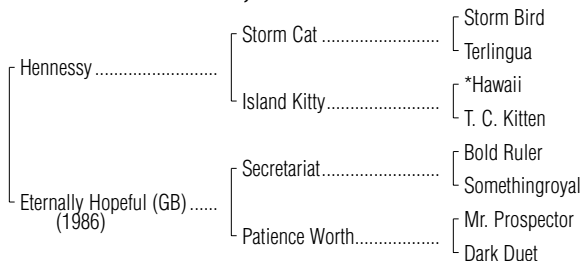 Storm Bird
Storm Cat ..........................
Terlingua
Hennessy ..........................
*Hawaii
Island Kitty........................
T. C. Kitten
Bold Ruler
Secretariat.........................
Somethingroyal
Eternally Hopeful (GB) ......
(1986)
Mr. Prospector
Patience Worth..................
Dark Duet